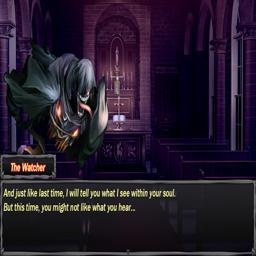 The Watcher
And just like last time, I will tell you what I see within your soul.
But this time, you might not like what you hear...